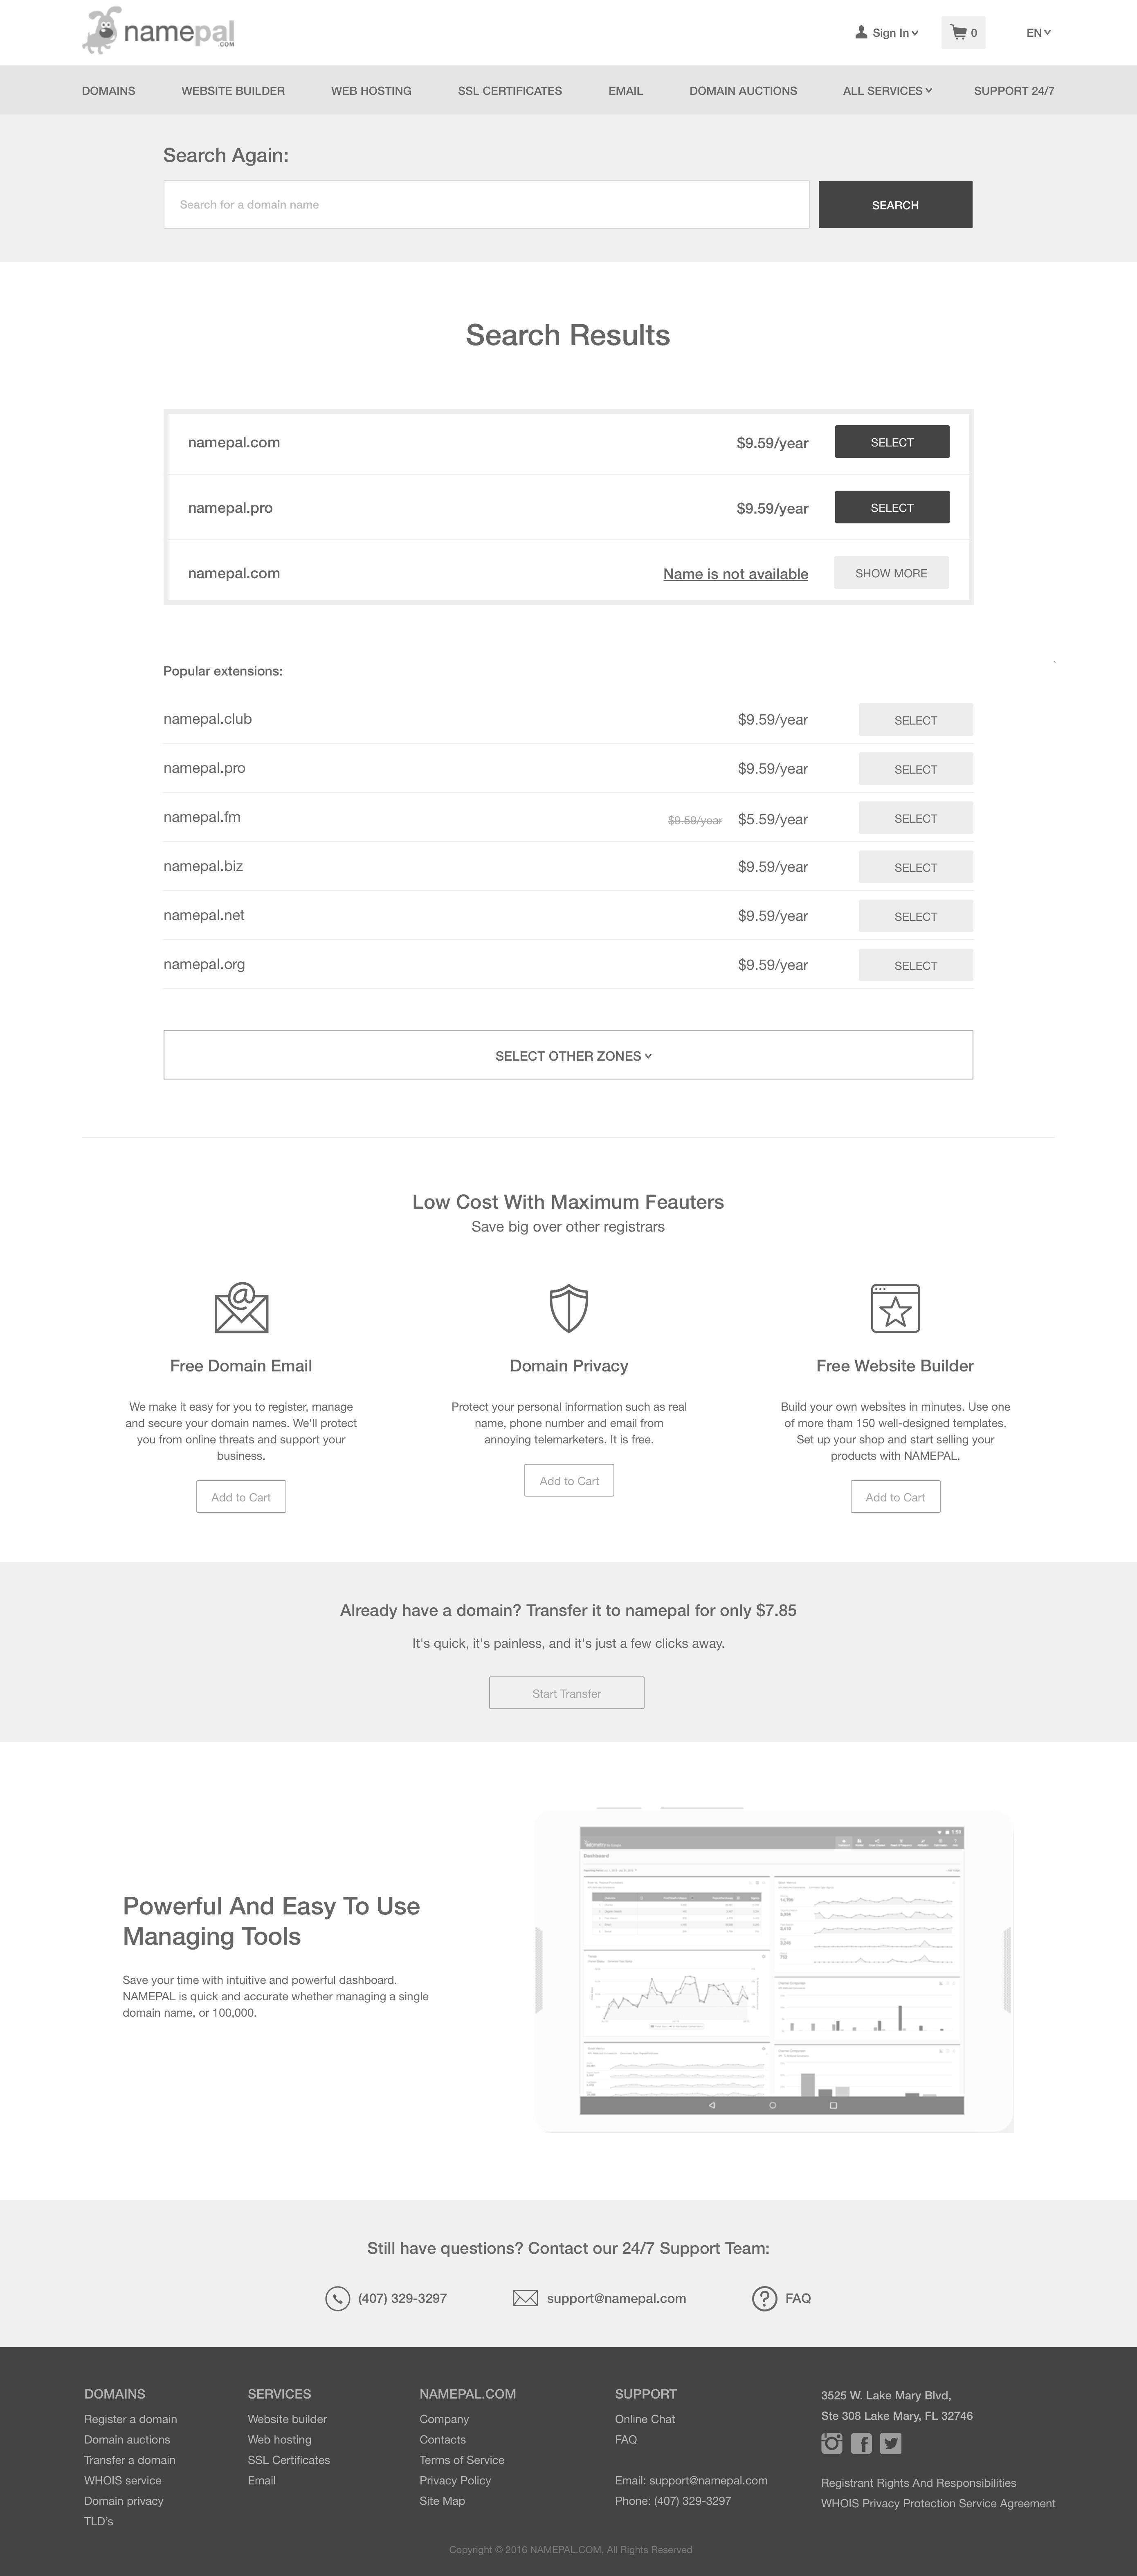 namepal
.COM
Sign In
0
EN
DOMAINS
WEBSITE BUILDER
WEB HOSTING
SSL CERTIFICATES
EMAIL
DOMAIN AUCTIONS
ALL SERVICES
SUPPORT 24/7
Search Again:
Search for a domain name
SEARCH
Search Results
namepal.com $9.59/year SELECT
namepal.pro $9.59/year SELECT
namepal.com Name is not available SHOW MORE
Popular extensions:
namepal.club $9.59/year SELECT
namepal.pro $9.59/year SELECT
namepal.fm $9.59/year $5.59/year SELECT
namepal.biz $9.59/year SELECT
namepal.net $9.59/year SELECT
namepal.org $9.59/year SELECT
SELECT OTHER ZONES
Low Cost With Maximum Feauters
Save big over other registrars
Free Domain Email
We make it easy for you to register, manage
and secure your domain names. We'll protect
you from online threats and support your
business.
Add to Cart
Domain Privacy
Protect your personal information such as real
name, phone number and email from
annoying telemarketers. It is free.
Add to Cart
Free Website Builder
Build your own websites in minutes. Use one
of more tham 150 well-designed templates.
Set up your shop and start selling your
products with NAMEPAL.
Add to Cart
Already have a domain? Transfer it to namepal for only $7.85
It's quick, it's painless, and it's just a few clicks away.
Start Transfer
Powerful And Easy To Use
Managing Tools
Save your time with intuitive and powerful dashboard.
NAMEPAL is quick and accurate whether managing a single
domain name, or 100,000.
Dashboard
Still have questions? Contact our 24/7 Support Team:
(407) 329-3297
support@namepal.com
FAQ
DOMAINS
Register a domain
Domain auctions
Transfer a domain
WHOIS service
Domain privacy
TLD's
SERVICES
Website builder
Web hosting
SSL Certificates
Email
NAMEPAL.COM
Company
Contacts
Terms of Service
Privacy Policy
Site Map
SUPPORT
Online Chat
FAQ
Email: support@namepal.com
Phone: (407) 329-3297
3525 W. Lake Mary Blvd,
Ste 308 Lake Mary, FL 32746
Registrant Rights And Responsibilities
WHOIS Privacy Protection Service Agreement
Copyright © 2016 NAMEPAL.COM, All Rights Reserved